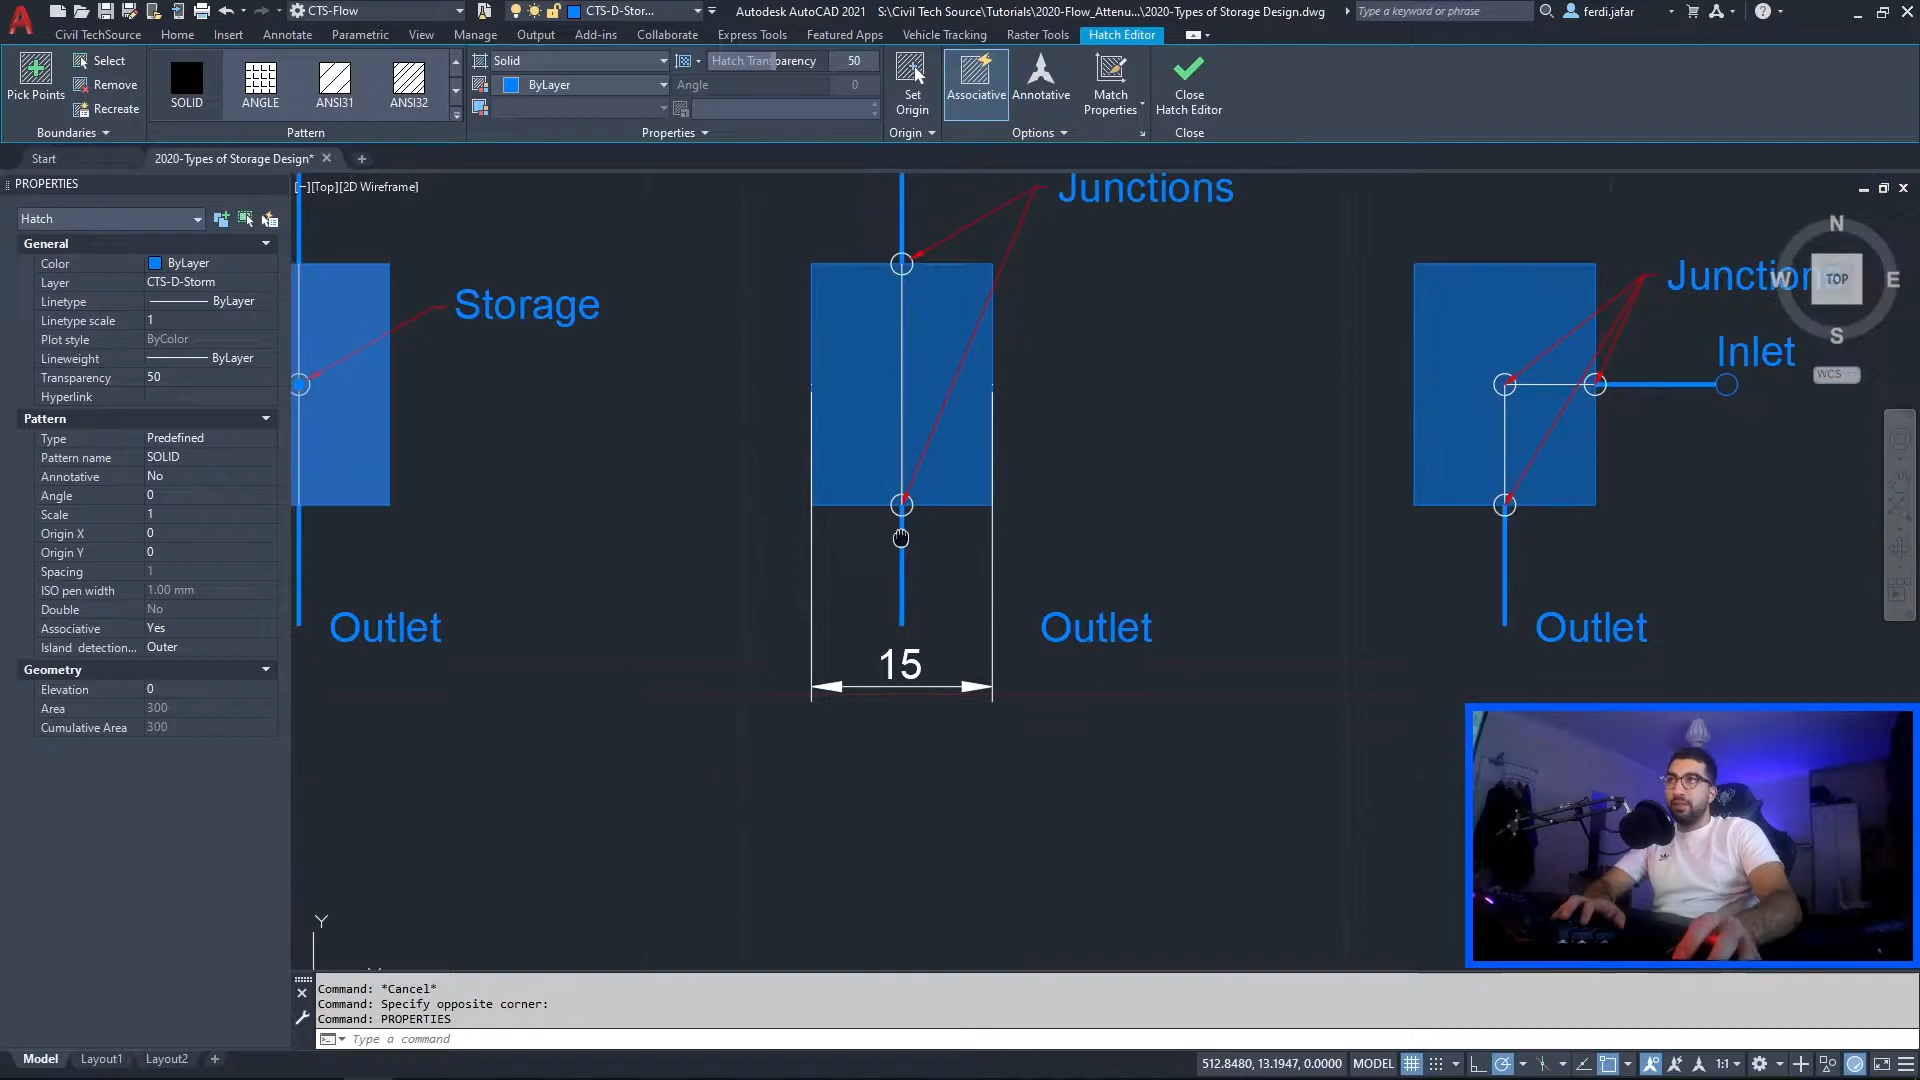 CTS-Flow
CTS-D-Stor...
Autodesk AutoCAD 2021
S:\Civil Tech Source\Tutorials\2020-Flow_Attenu...\2020-Types of Storage Design.dwg
Type a keyword or phrase
ferdi.jafar
Civil TechSource
Home
Insert
Annotate
Parametric
View
Manage
Output
Add-ins
Collaborate
Express Tools
Featured Apps
Vehicle Tracking
Raster Tools
Hatch Editor
Pick Points
Select
Remove
Recreate
Boundaries
SOLID
ANGLE
ANSI31
ANSI32
Pattern
Solid
ByLayer
Hatch Transparency
50
Angle
0
Properties
Set
Origin
Origin
Associative
Annotative
Match
Properties
Options
Close
Hatch Editor
Close
Start
2020-Types of Storage Design*
PROPERTIES
Hatch
General
Color ByLayer
Layer CTS-D-Storm
Linetype ByLayer
Linetype scale 1
Plot style ByColor
Lineweight ByLayer
Transparency 50
Hyperlink
Pattern
Type Predefined
Pattern name SOLID
Annotative No
Angle 0
Scale 1
Origin X 0
Origin Y 0
Spacing 1
ISO pen width 1.00 mm
Double No
Associative Yes
Island detection... Outer
Geometry
Elevation 0
Area 300
Cumulative Area 300
[−][Top][2D Wireframe]
Junctions
Storage
Junctions
Inlet
Outlet
Outlet
Outlet
15
N
W
TOP
E
S
WCS
Y
Command: *Cancel*
Command: Specify opposite corner:
Command: PROPERTIES
Type a command
Model
Layout1
Layout2
512.8480, 13.1947, 0.0000
MODEL
1:1